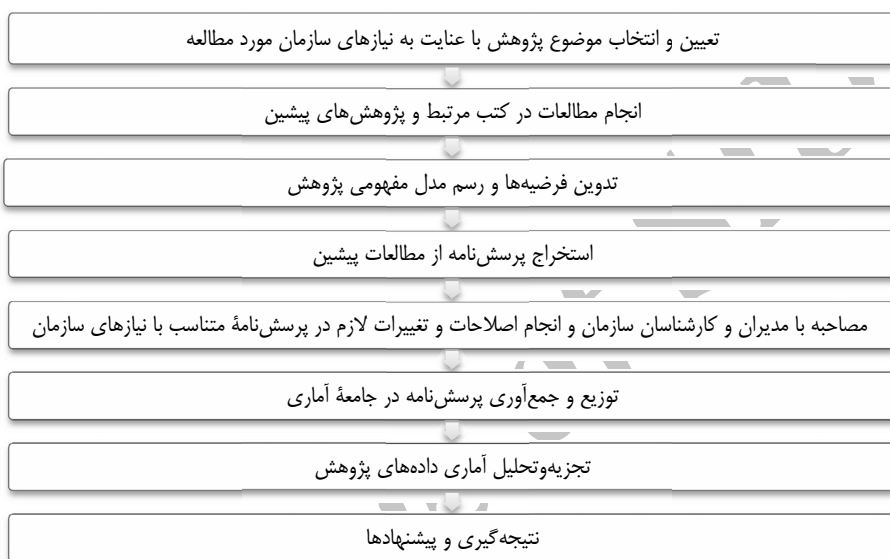 تعیین و انتخاب موضوع پژوهش با عنایت به نیازهای سازمان مورد مطالعه
انجام مطالعات در کتب مرتبط و پژوهش‌های پیشین
تدوین فرضیه‌ها و رسم مدل مفهومی پژوهش
استخراج پرسش‌نامه از مطالعات پیشین
مصاحبه با مدیران و کارشناسان سازمان و انجام اصلاحات و تغییرات لازم در پرسش‌نامۀ متناسب با نیازهای سازمان
توزیع و جمع‌آوری پرسش‌نامه در جامعۀ آماری
تجزیه‌وتحلیل آماری داده‌های پژوهش
نتیجه‌گیری و پیشنهادها